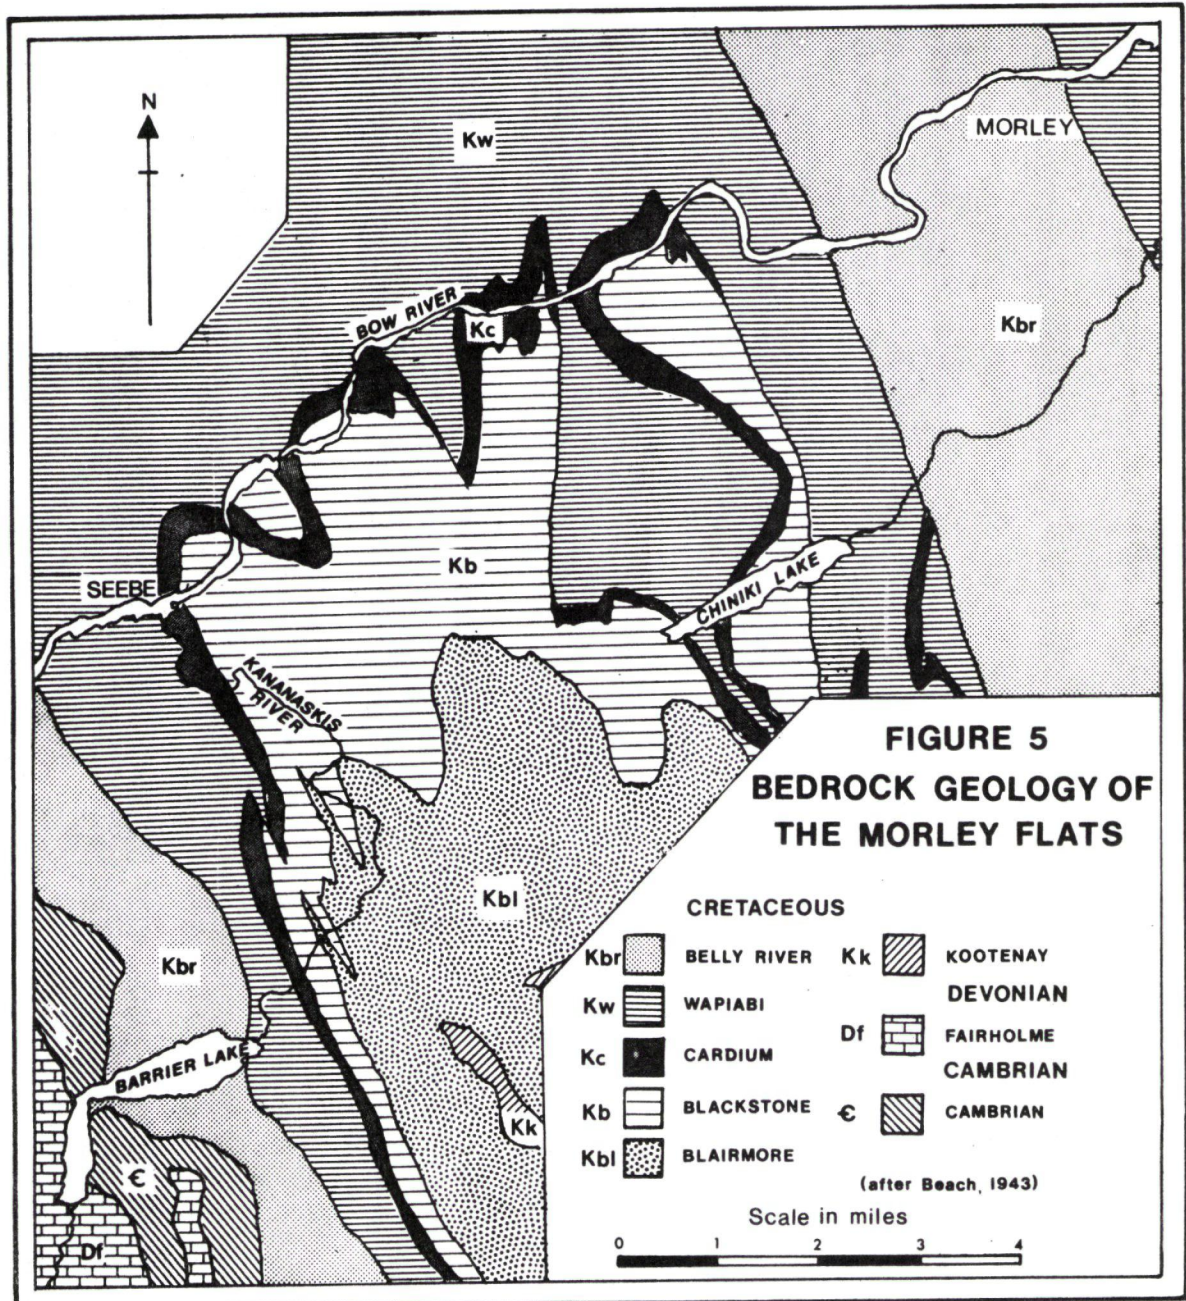 N
Kw
MORLEY
BOW RIVER
Kc
Kbr
Kb
SEEBE
CHINIKI LAKE
KANANASKIS
RIVER
Kbl
Kbr
BARRIER LAKE
Kk
€
Df
FIGURE 5
BEDROCK GEOLOGY OF
THE MORLEY FLATS
CRETACEOUS
Kbr BELLY RIVER
Kw WAPIABI
Kc CARDIUM
Kb BLACKSTONE
Kbl BLAIRMORE
Kk KOOTENAY
DEVONIAN
Df FAIRHOLME
CAMBRIAN
€ CAMBRIAN
(after Beach, 1943)
Scale in miles
0 1 2 3 4